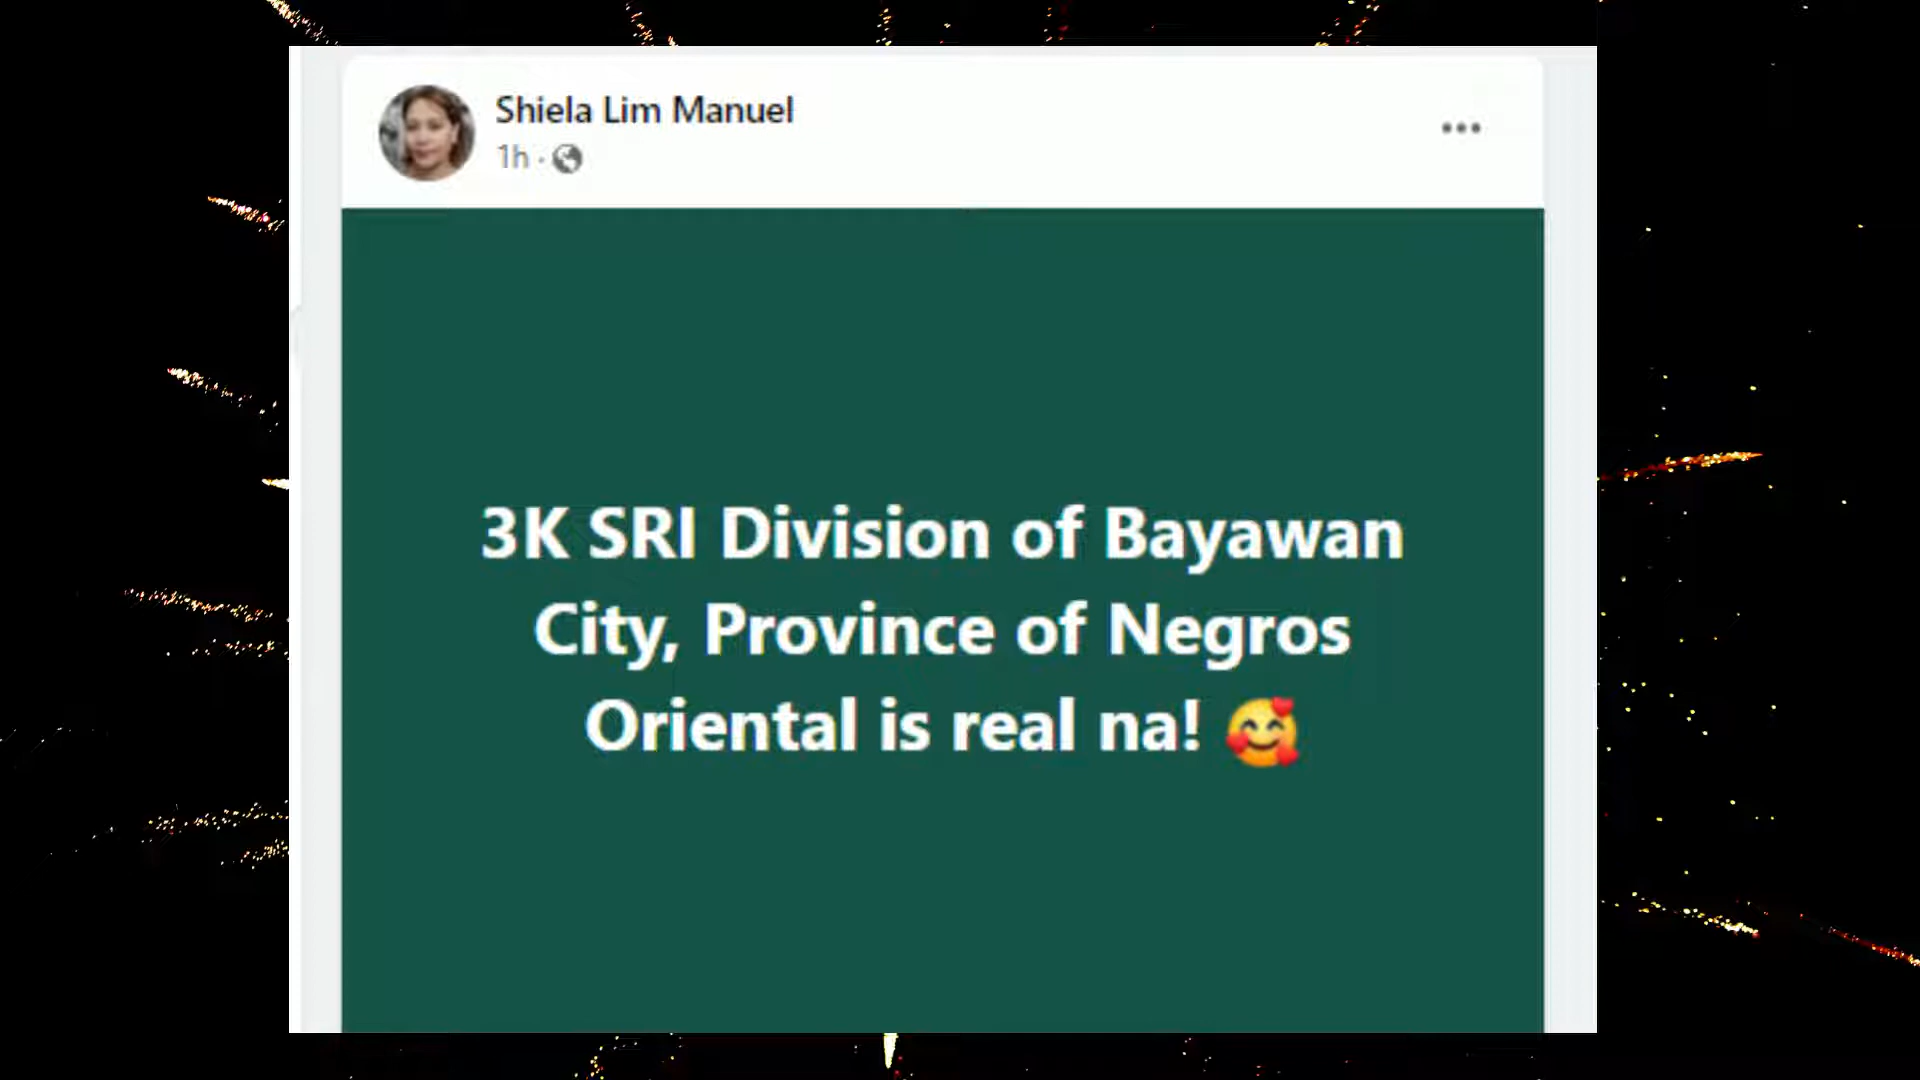 Shiela Lim Manuel
1h ·
3K SRI Division of Bayawan
City, Province of Negros
Oriental is real na! 🥰